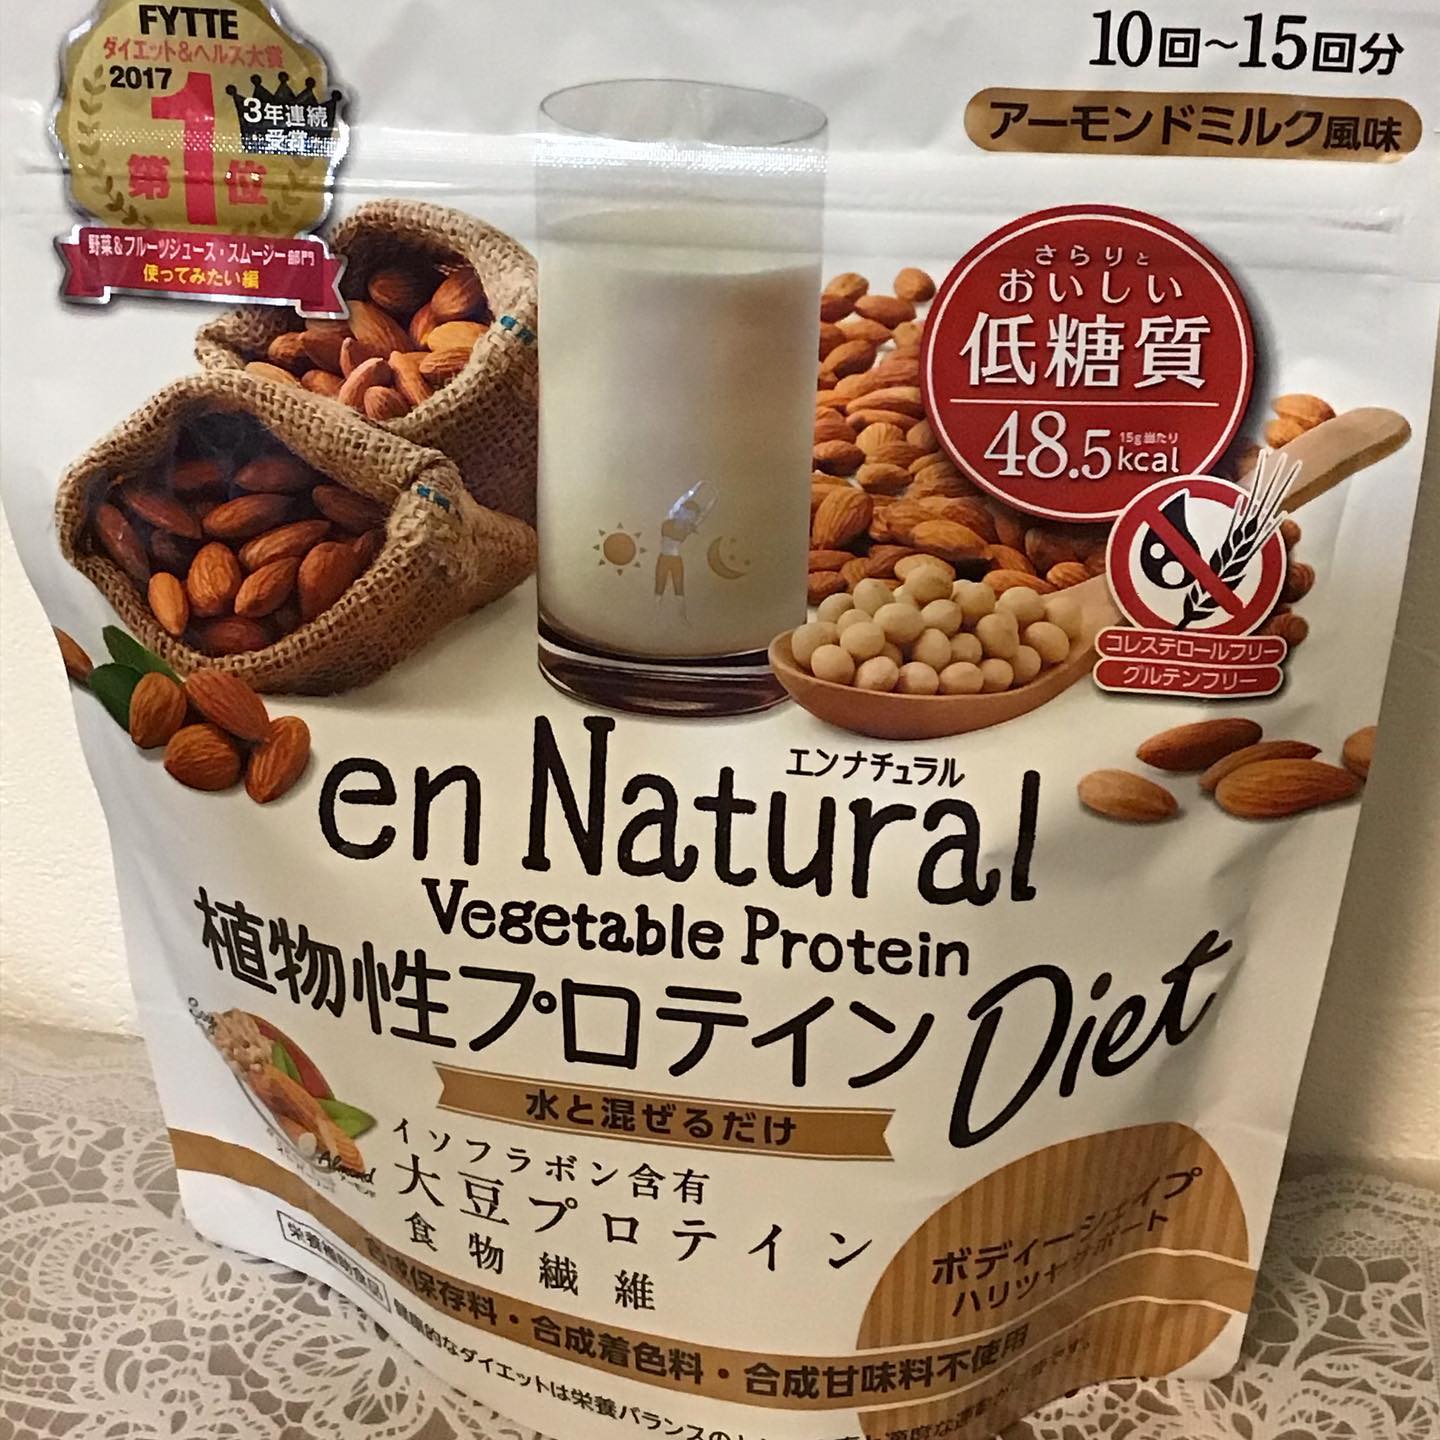 FYTTE
ダイエット&ヘルス大賞
2017
3年連続
受賞
第1位
野菜&フルーツジュース・スムージー部門
使ってみたい編
10回~15回分
アーモンドミルク風味
さらりと
おいしい
低糖質
15g当たり
48.5kcal
コレステロールフリー
グルテンフリー
エンナチュラル
en Natural
Vegetable Protein
植物性プロテイン Diet
水と混ぜるだけ
Soy
Almond
イソフラボン含有
大豆プロテイン
食物繊維
ボディーシェイプ
ハリツヤサポート
栄養補助食品
合成保存料・合成着色料・合成甘味料不使用
健康的なダイエットは栄養バランスの